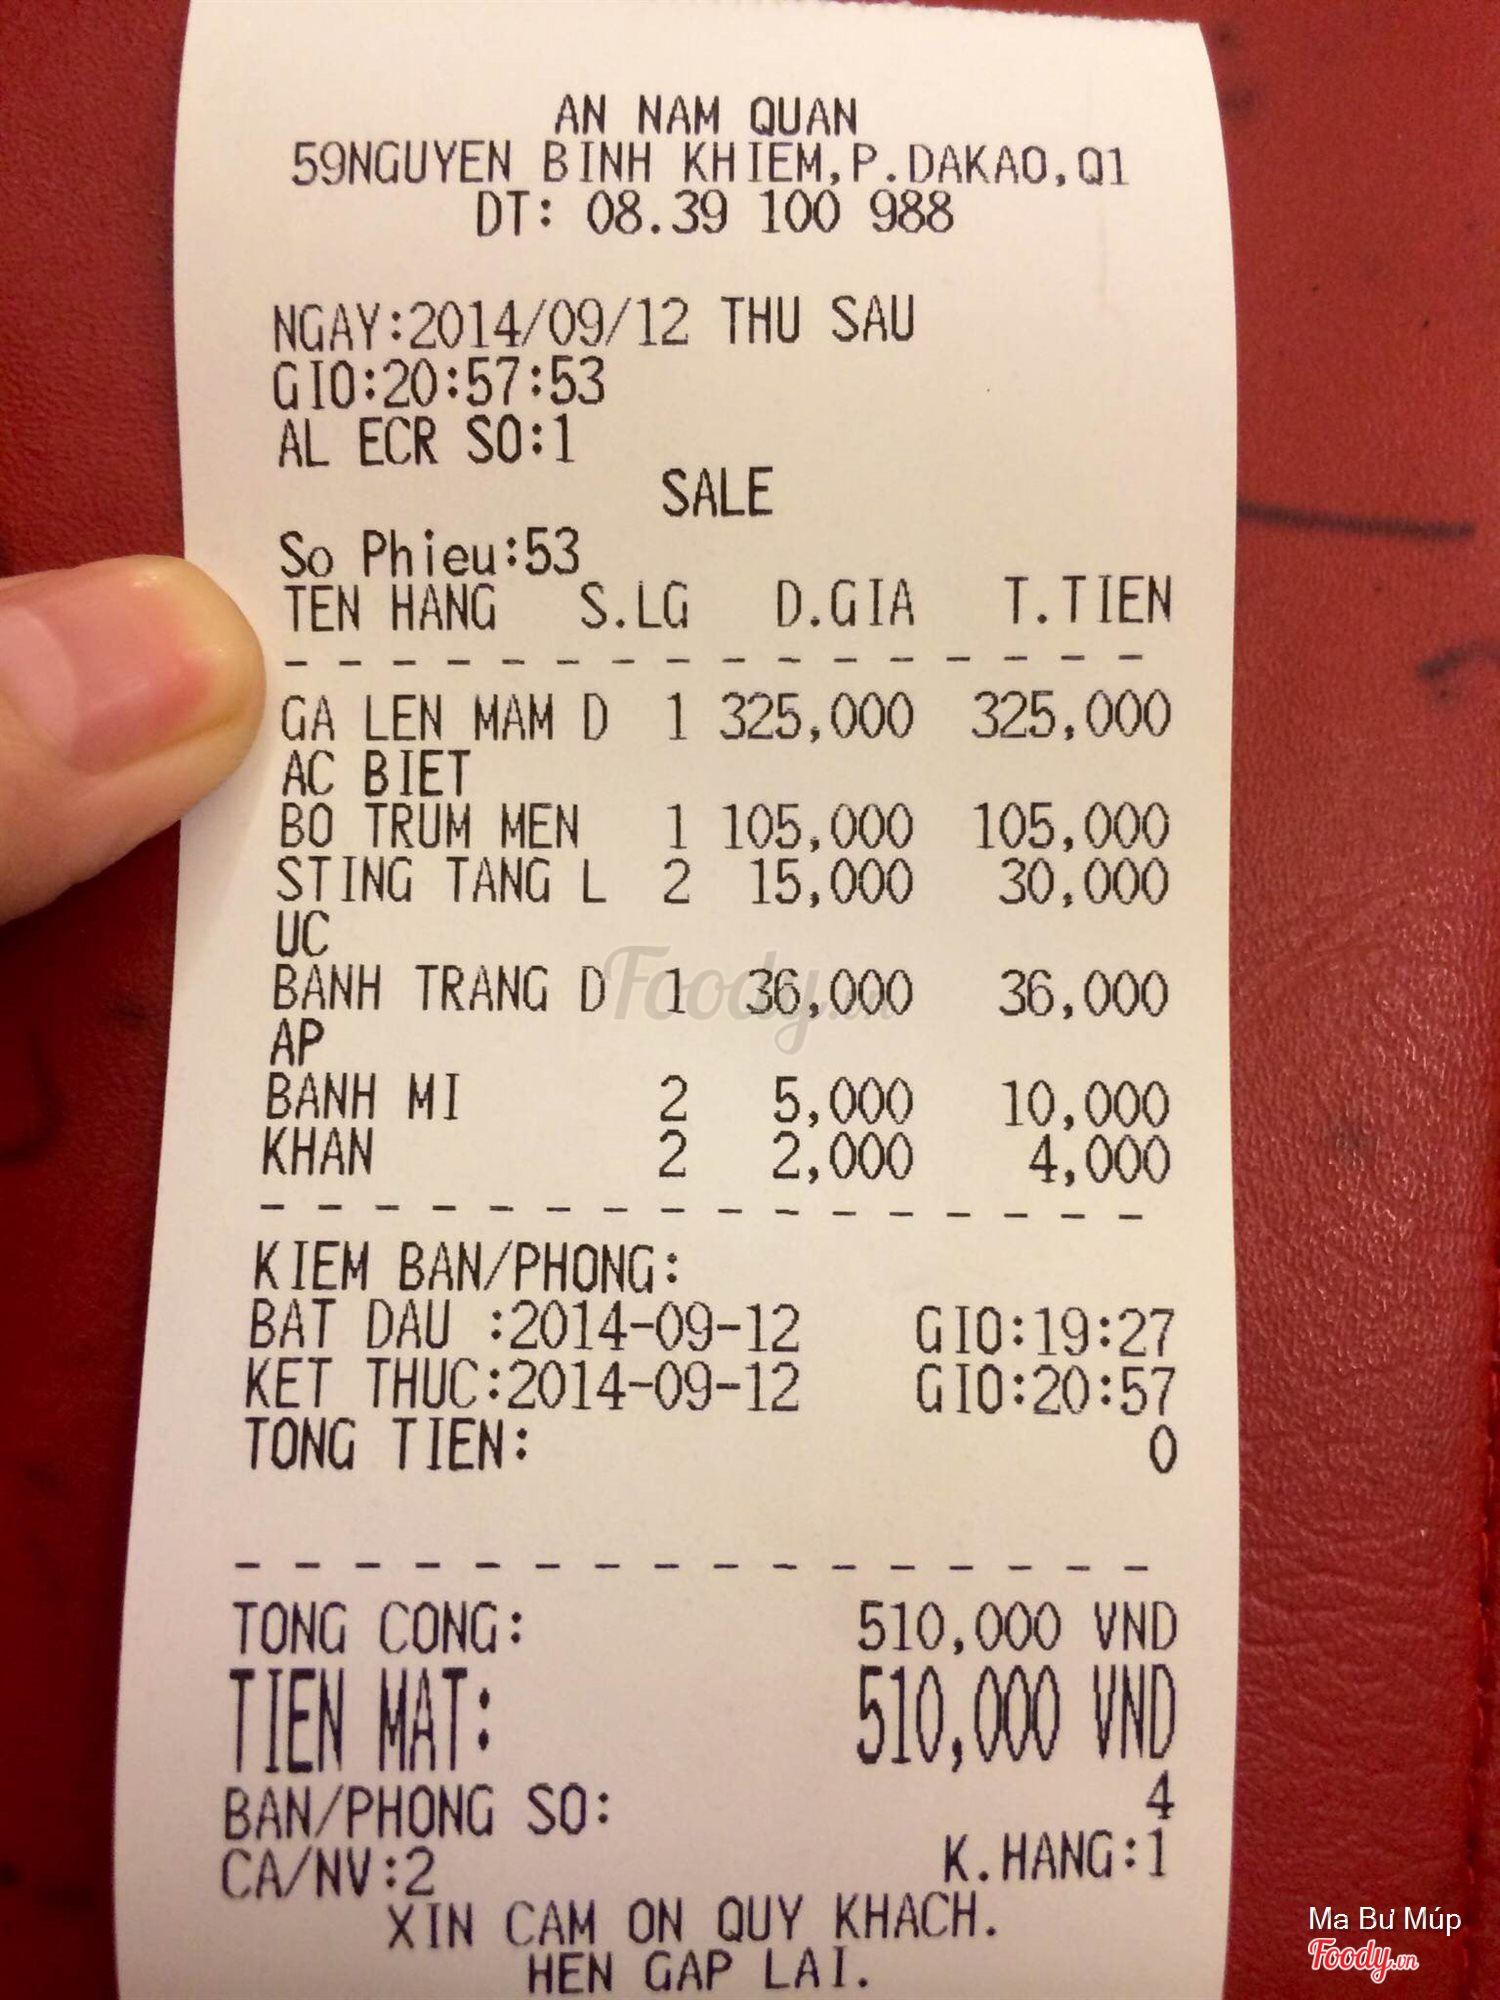 AN NAM QUAN
59NGUYEN BINH KHIEM,P.DAKAO,Q1
DT: 08.39 100 988
NGAY:2014/09/12 THU SAU
GIO:20:57:53
AL ECR SO:1
SALE
So Phieu:53
TEN HANG S.LG D.GIA T.TIEN
GA LEN MAM D 1 325,000 325,000
AC BIET
BO TRUM MEN 1 105,000 105,000
STING TANG L 2 15,000 30,000
UC
BANH TRANG D 1 36,000 36,000
AP
BANH MI 2 5,000 10,000
KHAN 2 2,000 4,000
KIEM BAN/PHONG:
BAT DAU :2014-09-12 GIO:19:27
KET THUC:2014-09-12 GIO:20:57
TONG TIEN: 0
TONG CONG: 510,000 VND
TIEN MAT: 510,000 VND
BAN/PHONG SO: 4
CA/NV:2 K.HANG:1
XIN CAM ON QUY KHACH.
HEN GAP LAI.
Foody.vn
Ma Bư Múp
Foody.vn